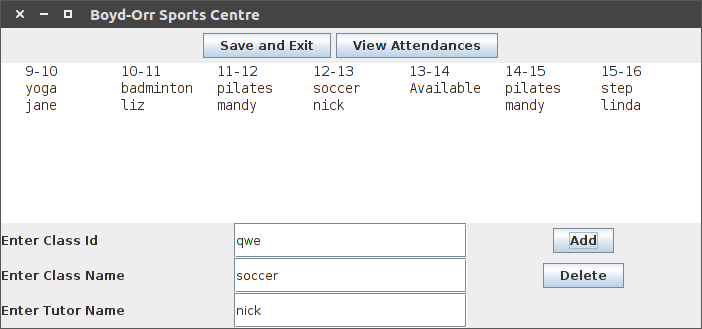 Boyd-Orr Sports Centre
Save and Exit View Attendances
9-10 10-11 11-12 12-13 13-14 14-15 15-16
yoga badminton pilates soccer Available pilates step
jane liz mandy nick mandy linda
Enter Class Id qwe Add
Enter Class Name soccer Delete
Enter Tutor Name nick